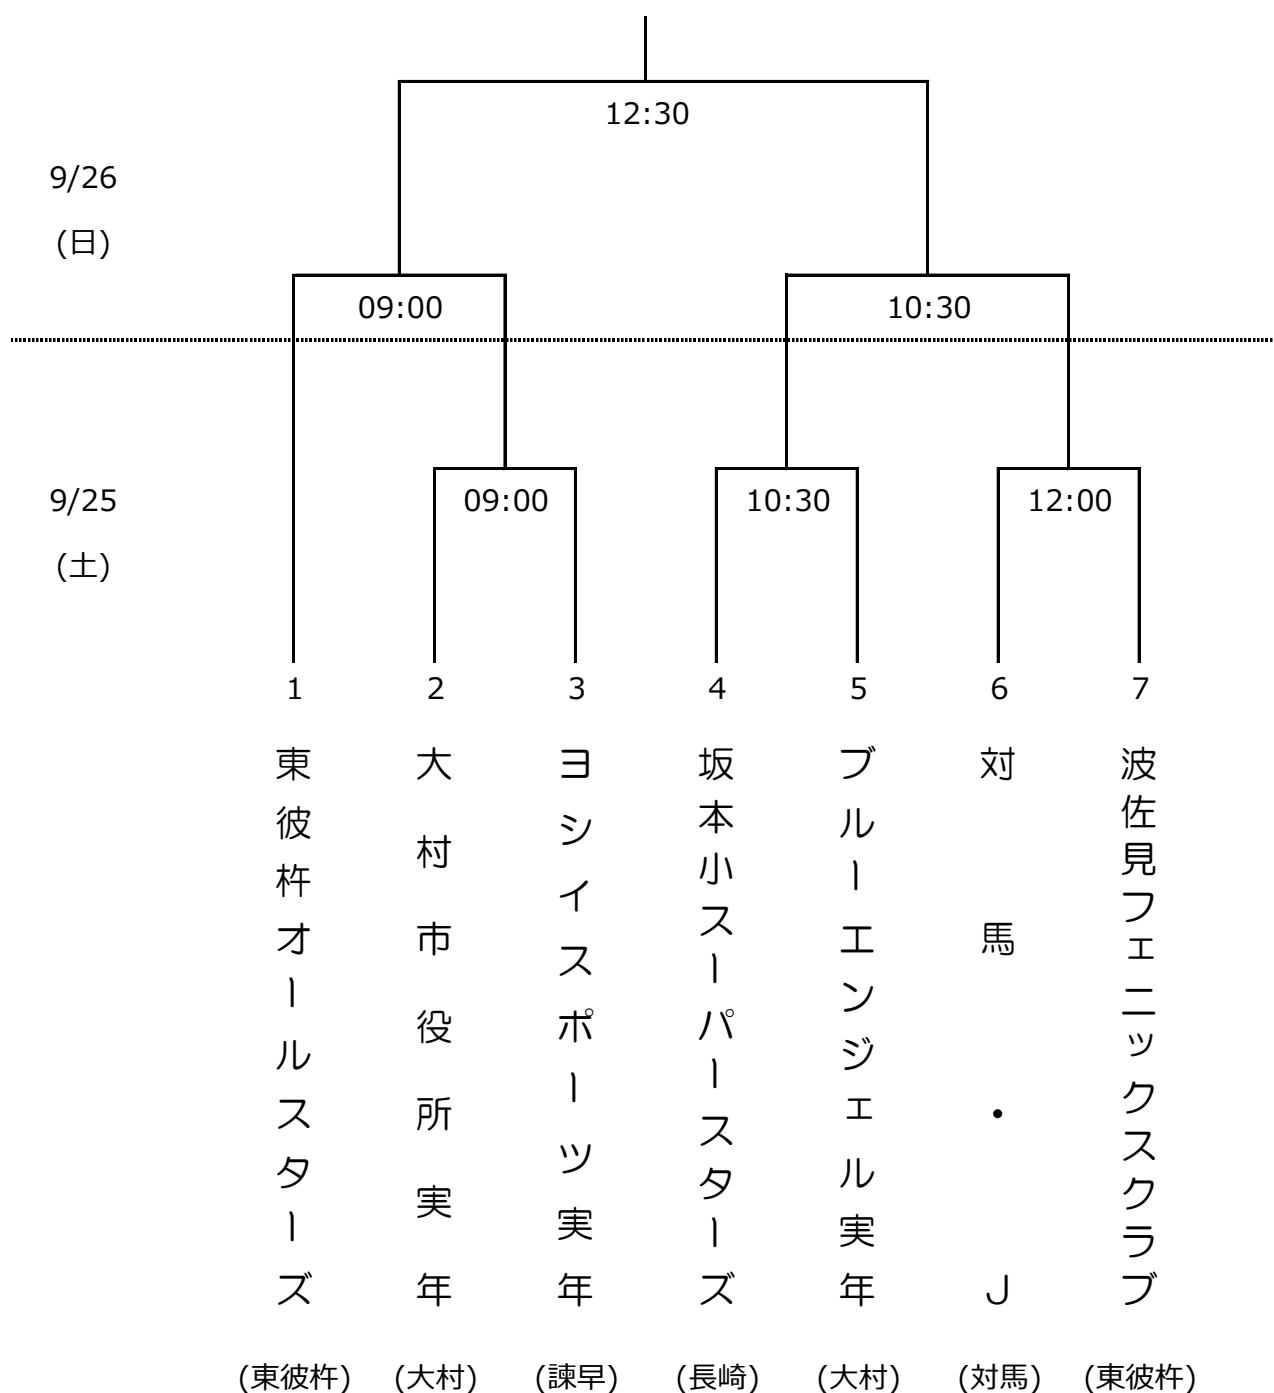 12:30
9/26
(日)
09:00
10:30
9/25
(土)
09:00
10:30
12:00
1
2
3
4
5
6
7
東彼杵オールスターズ
大村市役所実年
ヨシイスポーツ実年
坂本小スーパースターズ
ブルーエンジェル実年
対馬・J
波佐見フェニックスクラブ
(東彼杵)
(大村)
(諫早)
(長崎)
(大村)
(対馬)
(東彼杵)